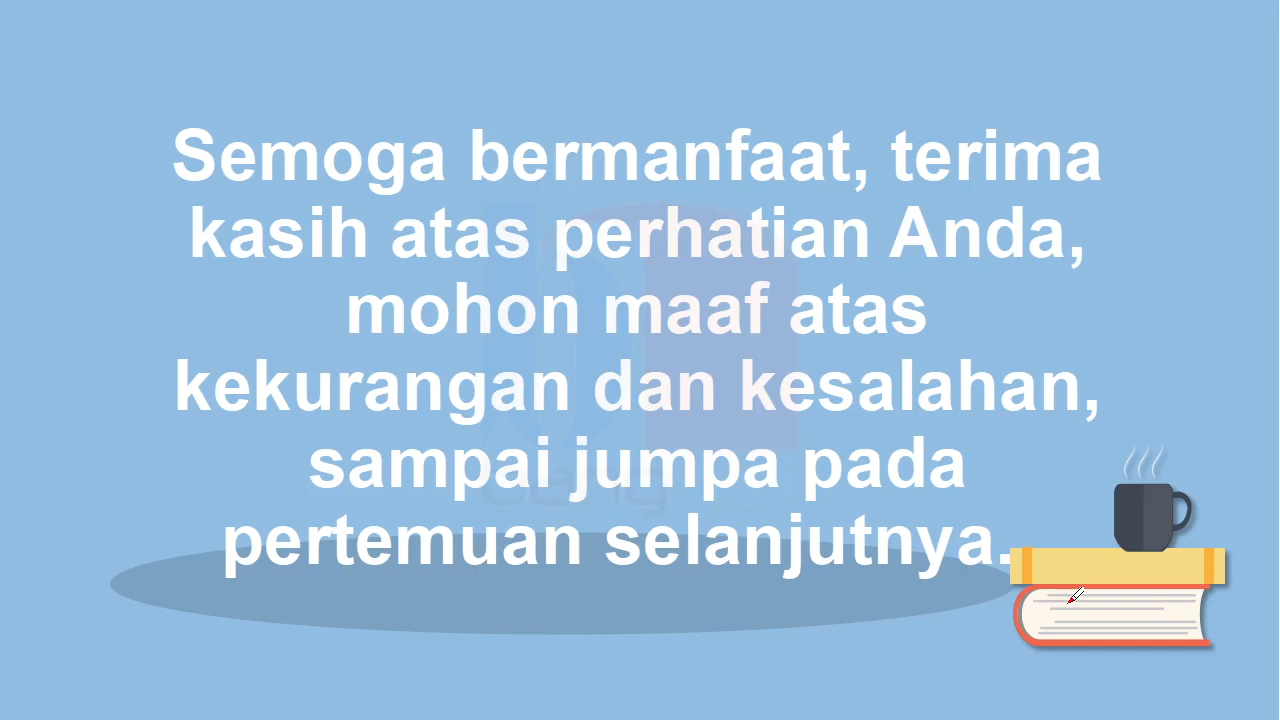 Semoga bermanfaat, terima
kasih atas perhatian Anda,
mohon maaf atas
kekurangan dan kesalahan,
sampai jumpa pada
pertemuan selanjutnya.